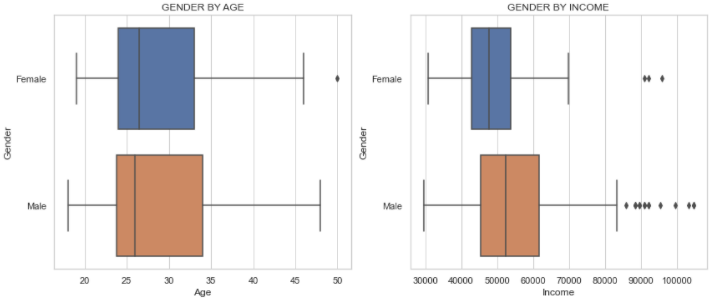 GENDER BY AGE
Female
Male
Gender
20 25 30 35 40 45 50
Age
GENDER BY INCOME
Female
Male
Gender
30000 40000 50000 60000 70000 80000 90000 100000
Income